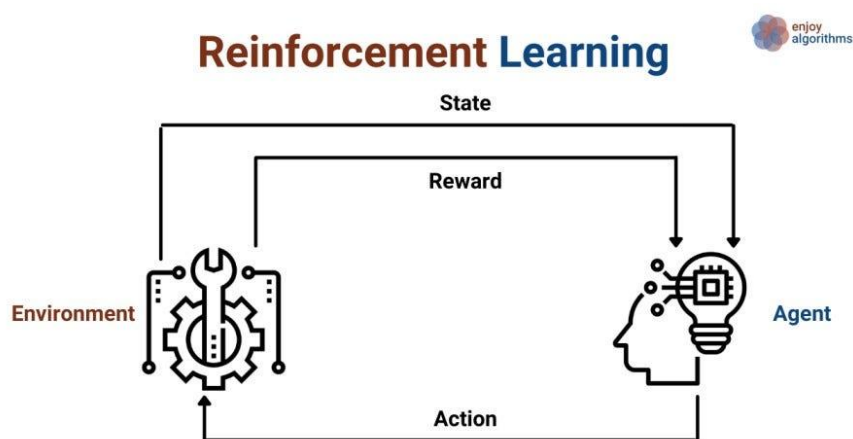 enjoy
algorithms
Reinforcement Learning
State
Reward
Environment
Agent
Action